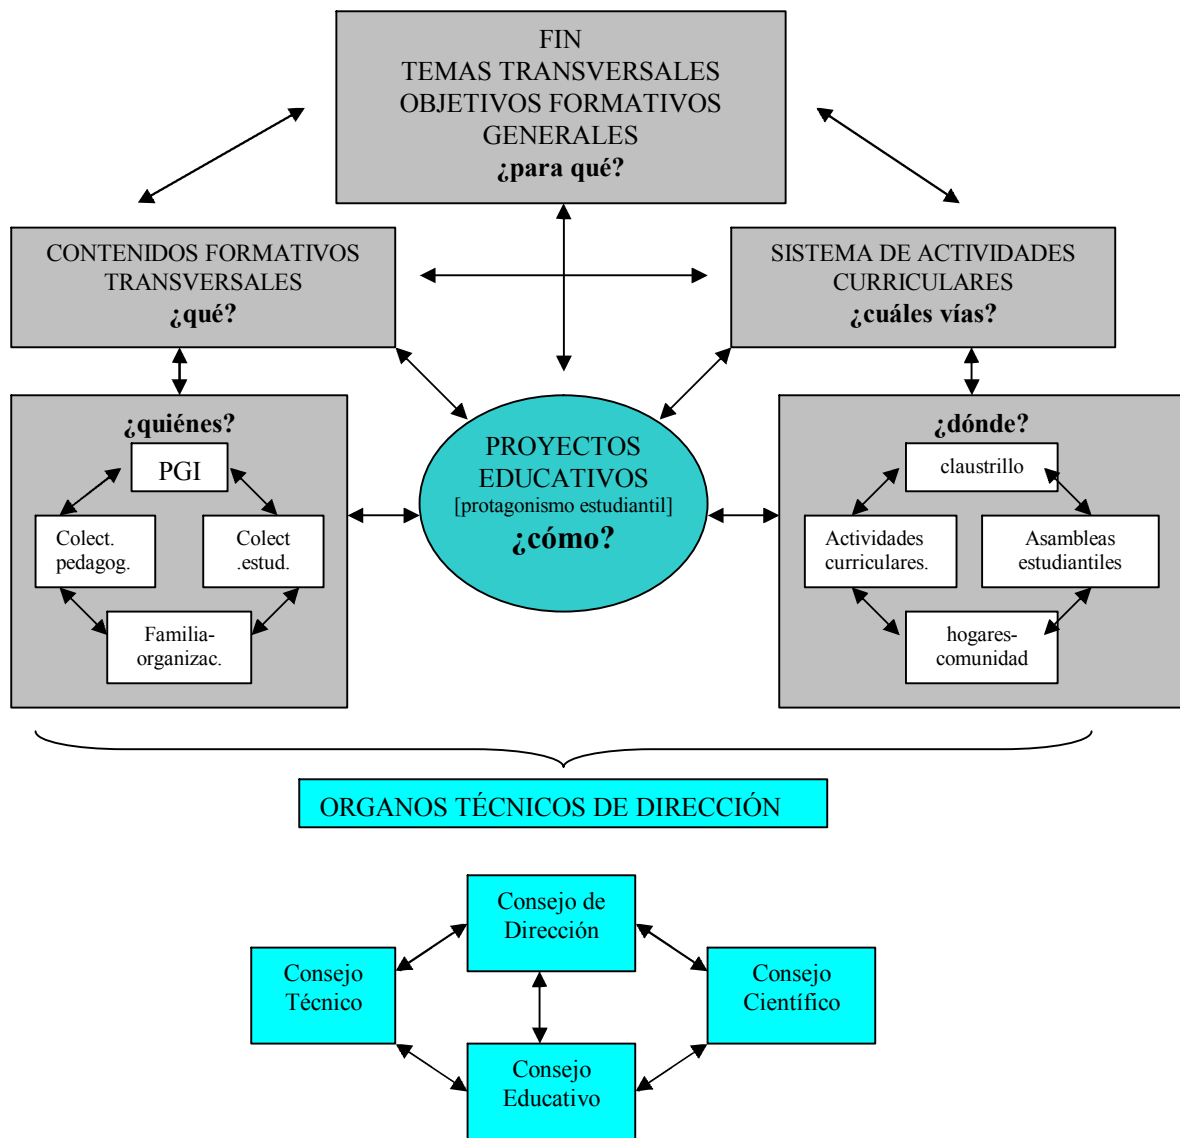 FIN
TEMAS TRANSVERSALES
OBJETIVOS FORMATIVOS
GENERALES
¿para qué?
CONTENIDOS FORMATIVOS
TRANSVERSALES
¿qué?
SISTEMA DE ACTIVIDADES
CURRICULARES
¿cuáles vías?
¿quiénes?
PGI
Colect.
pedagog.
Colect
.estud.
Familia-
organizac.
PROYECTOS
EDUCATIVOS
[protagonismo estudiantil]
¿cómo?
¿dónde?
claustrillo
Actividades
curriculares.
Asambleas
estudiantiles
hogares-
comunidad
ORGANOS TÉCNICOS DE DIRECCIÓN
Consejo de
Dirección
Consejo
Técnico
Consejo
Científico
Consejo
Educativo